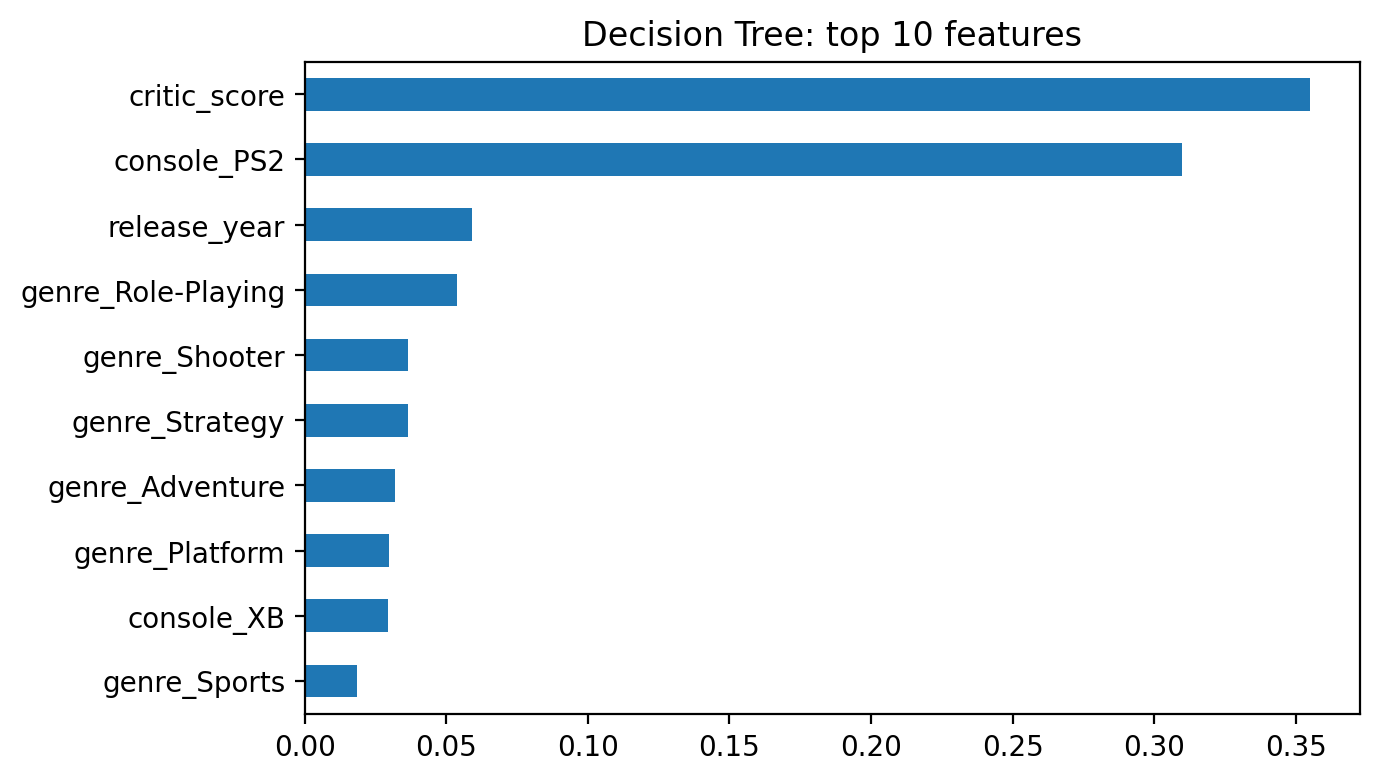 Decision Tree: top 10 features
critic_score
console_PS2
release_year
genre_Role-Playing
genre_Shooter
genre_Strategy
genre_Adventure
genre_Platform
console_XB
genre_Sports
0.00 0.05 0.10 0.15 0.20 0.25 0.30 0.35